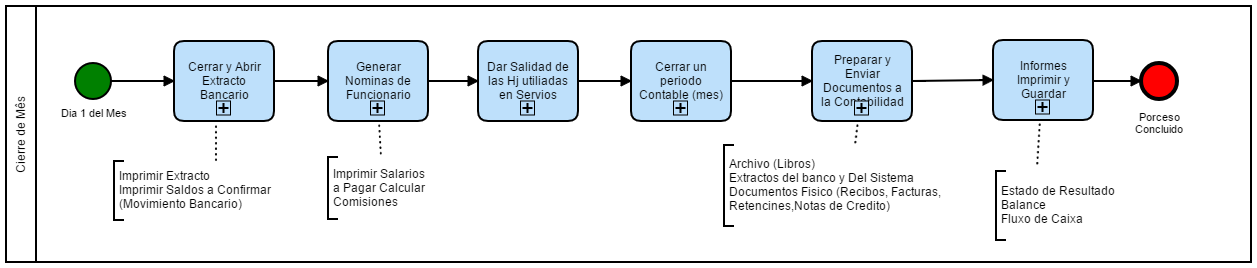 Cierre de Mês
Dia 1 del Mes
Cerrar y Abrir
Extracto
Bancario
Imprimir Extracto
Imprimir Saldos a Confirmar
(Movimiento Bancario)
Generar
Nominas de
Funcionario
Imprimir Salarios
a Pagar Calcular
Comisiones
Dar Salidad de
las Hj utiliadas
en Servios
Cerrar un
periodo
Contable (mes)
Preparar y
Enviar
Documentos a
la Contabilidad
Archivo (Libros)
Extractos del banco y Del Sistema
Documentos Fisico (Recibos, Facturas,
Retencines,Notas de Credito)
Informes
Imprimir y
Guardar
Estado de Resultado
Balance
Fluxo de Caixa
Porceso
Concluido